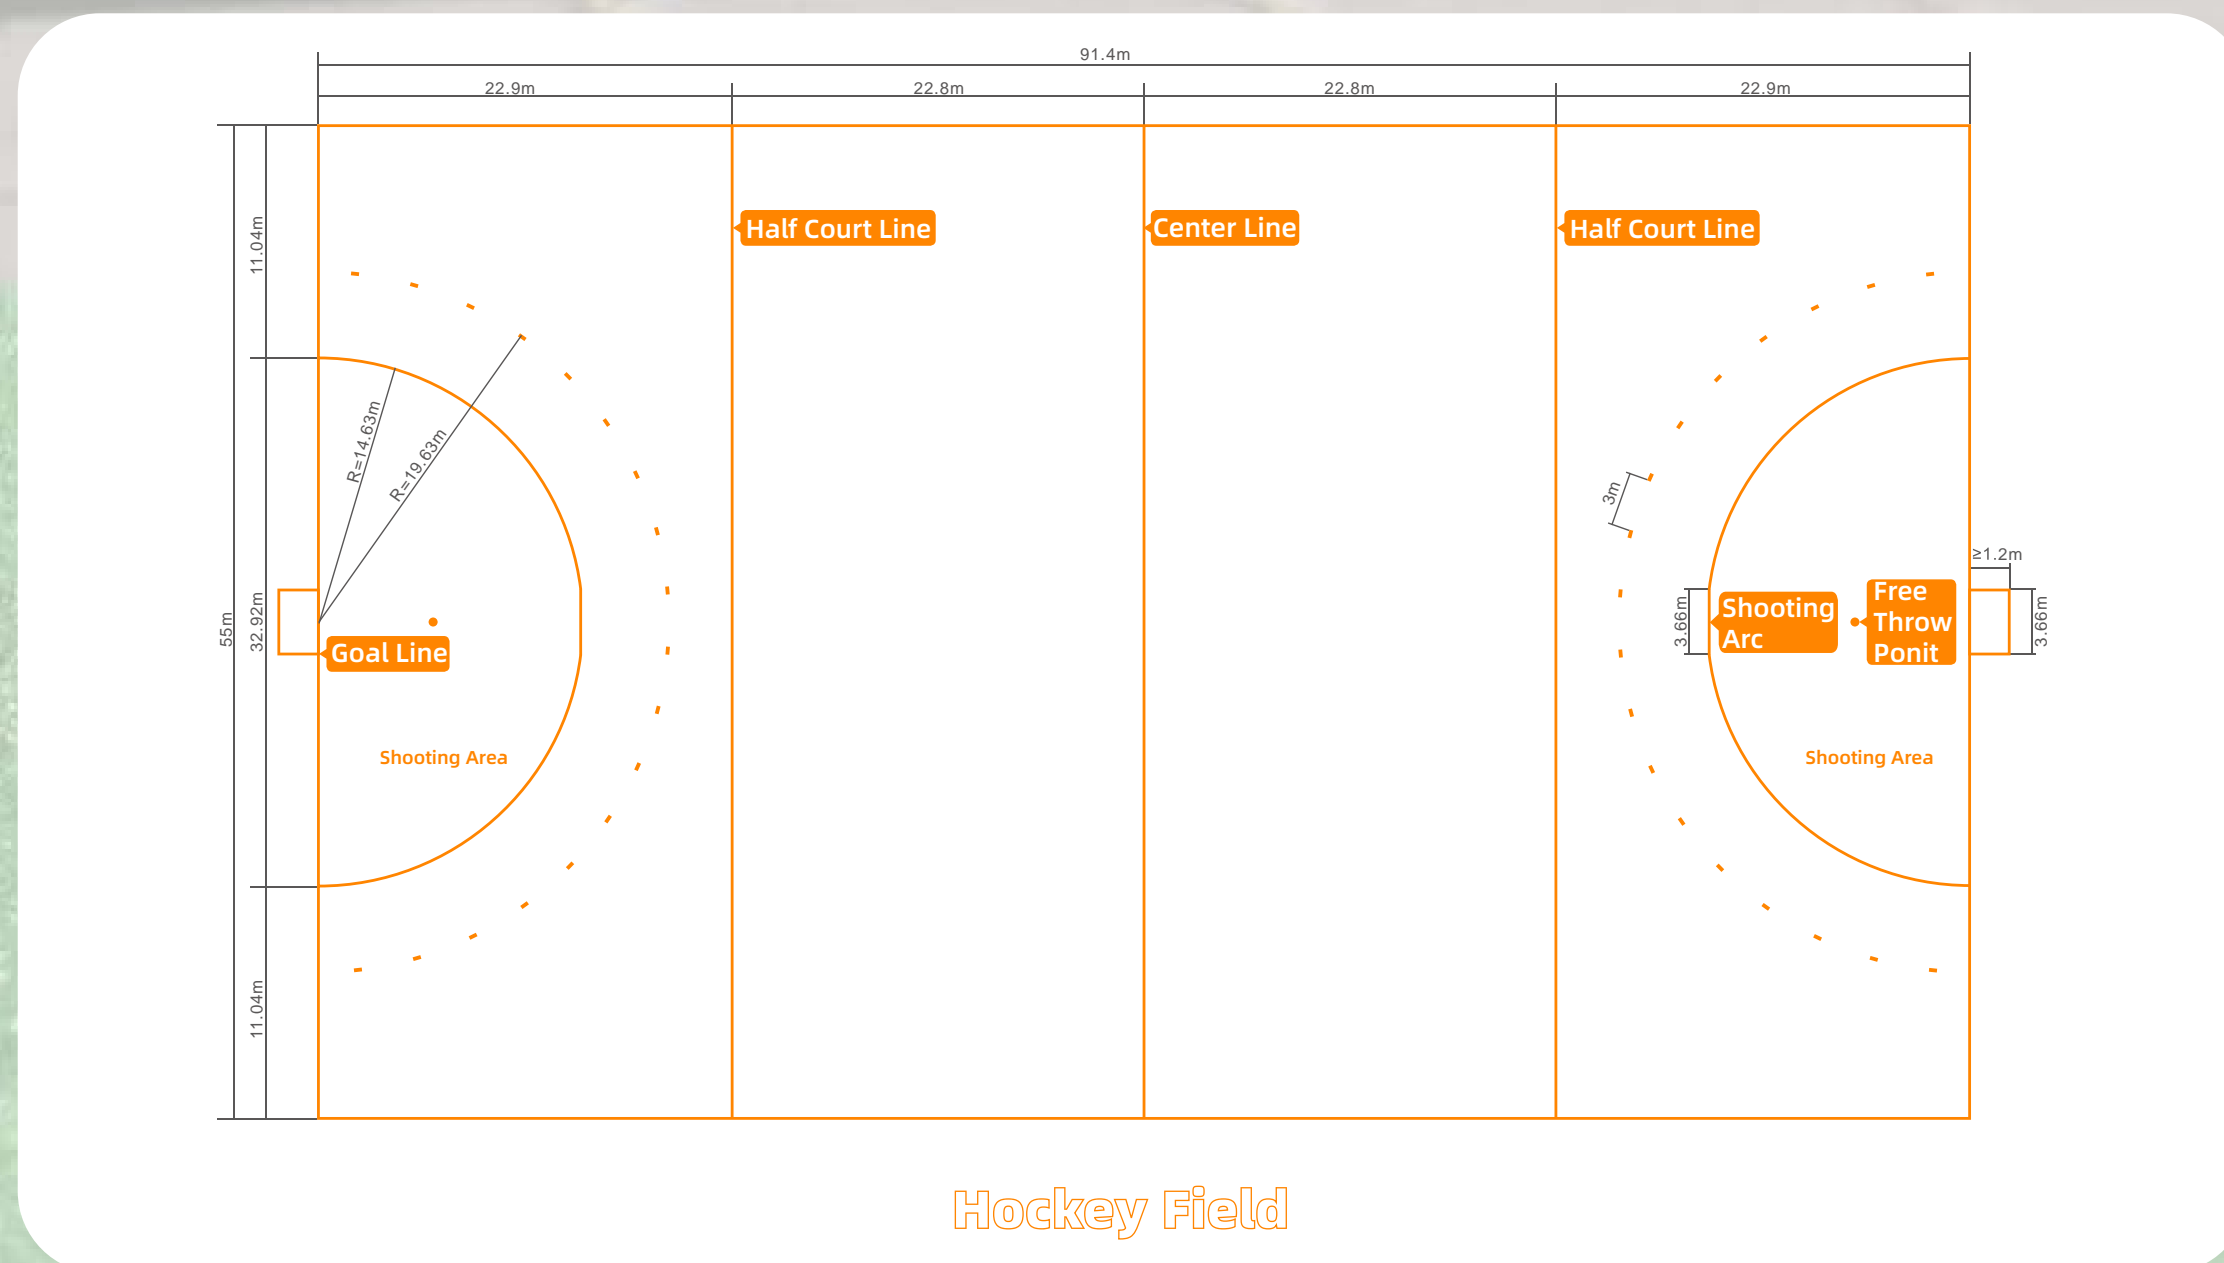 91.4m
22.9m
22.8m
22.8m
22.9m
11.04m
Half Court Line
Center Line
Half Court Line
R=14.63m
R=19.63m
3m
≥1.2m
55m
32.92m
Goal Line
3.66m
Shooting
Arc
Free
Throw
Ponit
3.66m
Shooting Area
Shooting Area
11.04m
Hockey Field